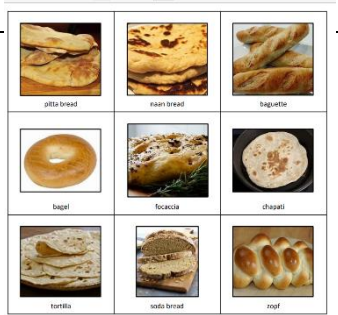 pitta bread
naan bread
baguette
bagel
focaccia
chapati
tortilla
soda bread
zopf